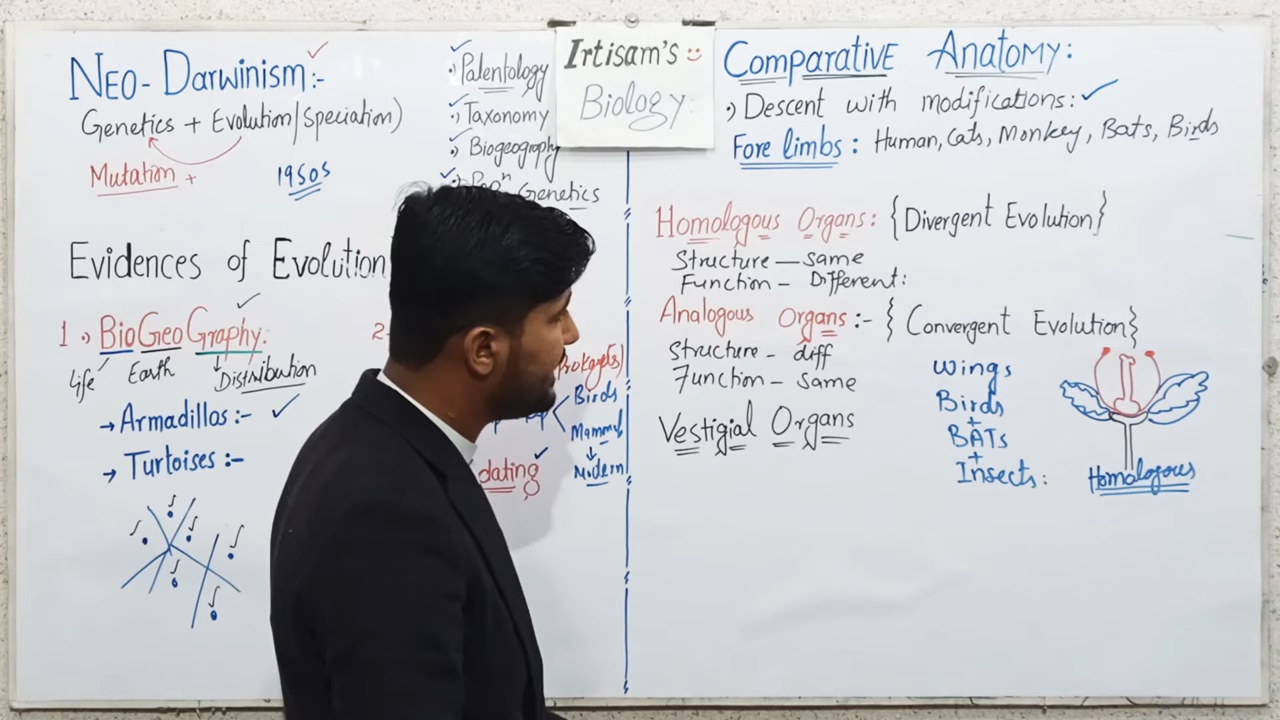 NEO-Darwinism:-
Genetics + Evolution/Speciation)
Mutation +
1950s
Palentology
Taxonomy
Biogeography
Genetics
Evidences of Evolution
1.) BioGeoGraphy:
Life Earth Distribution
→ Armadillos:-
→ Turtoises:-
2-
Birds
Mammals
Modern
dating
Irtisam's
Biology:
Comparative Anatomy:
.) Descent with modifications:
Fore limbs: Human, Cats, Monkey, Bats, Birds
Homologous Organs: {Divergent Evolution}
Structure — same
Function – Different:
Analogous Organs:- { Convergent Evolution}
Structure – diff
Function – same
Vestigial Organs
Wings
Birds
+
BATs
+
Insects:
Homologous